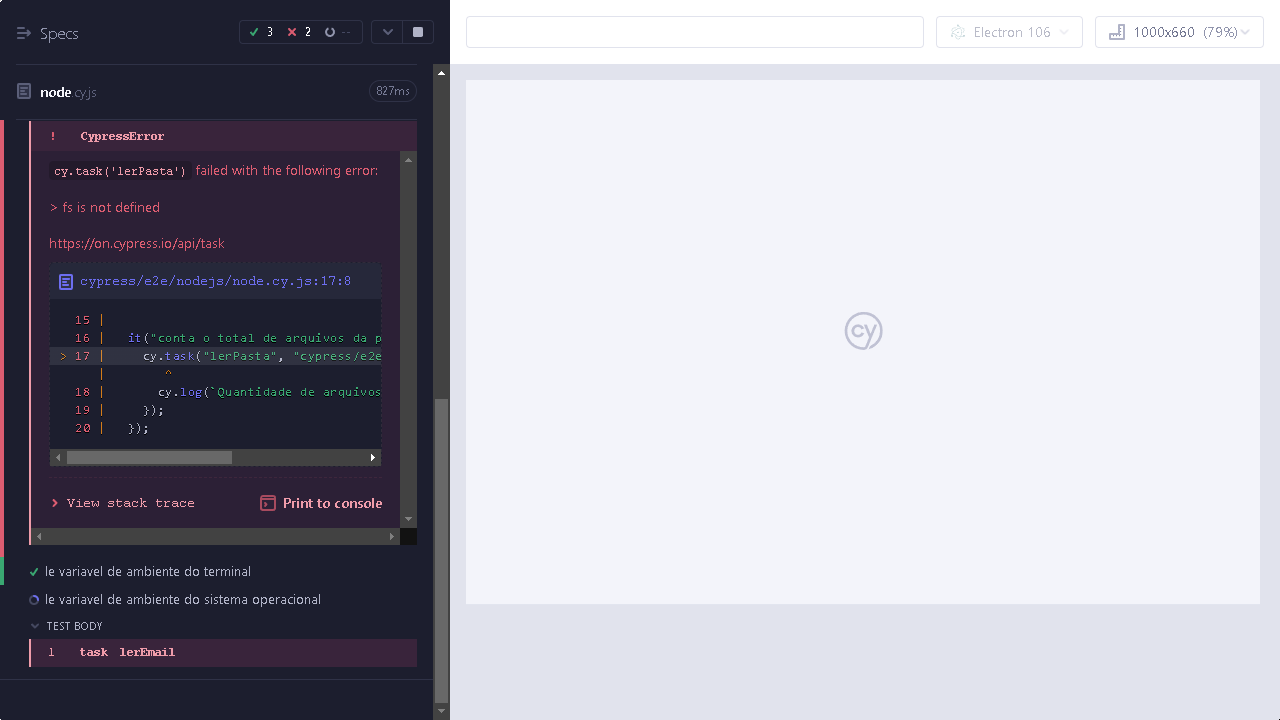 Specs
3 2 --
Electron 106
1000x660 (79%)
node.cy.js
827ms
! CypressError
cy.task('lerPasta') failed with the following error:
> fs is not defined
https://on.cypress.io/api/task
cypress/e2e/nodejs/node.cy.js:17:8
15 |
16 | it("conta o total de arquivos da p
> 17 | cy.task("lerPasta", "cypress/e2e
| ^
18 | cy.log(`Quantidade de arquivos
19 | });
20 | });
> View stack trace
Print to console
le variavel de ambiente do terminal
le variavel de ambiente do sistema operacional
TEST BODY
1 task lerEmail
cy